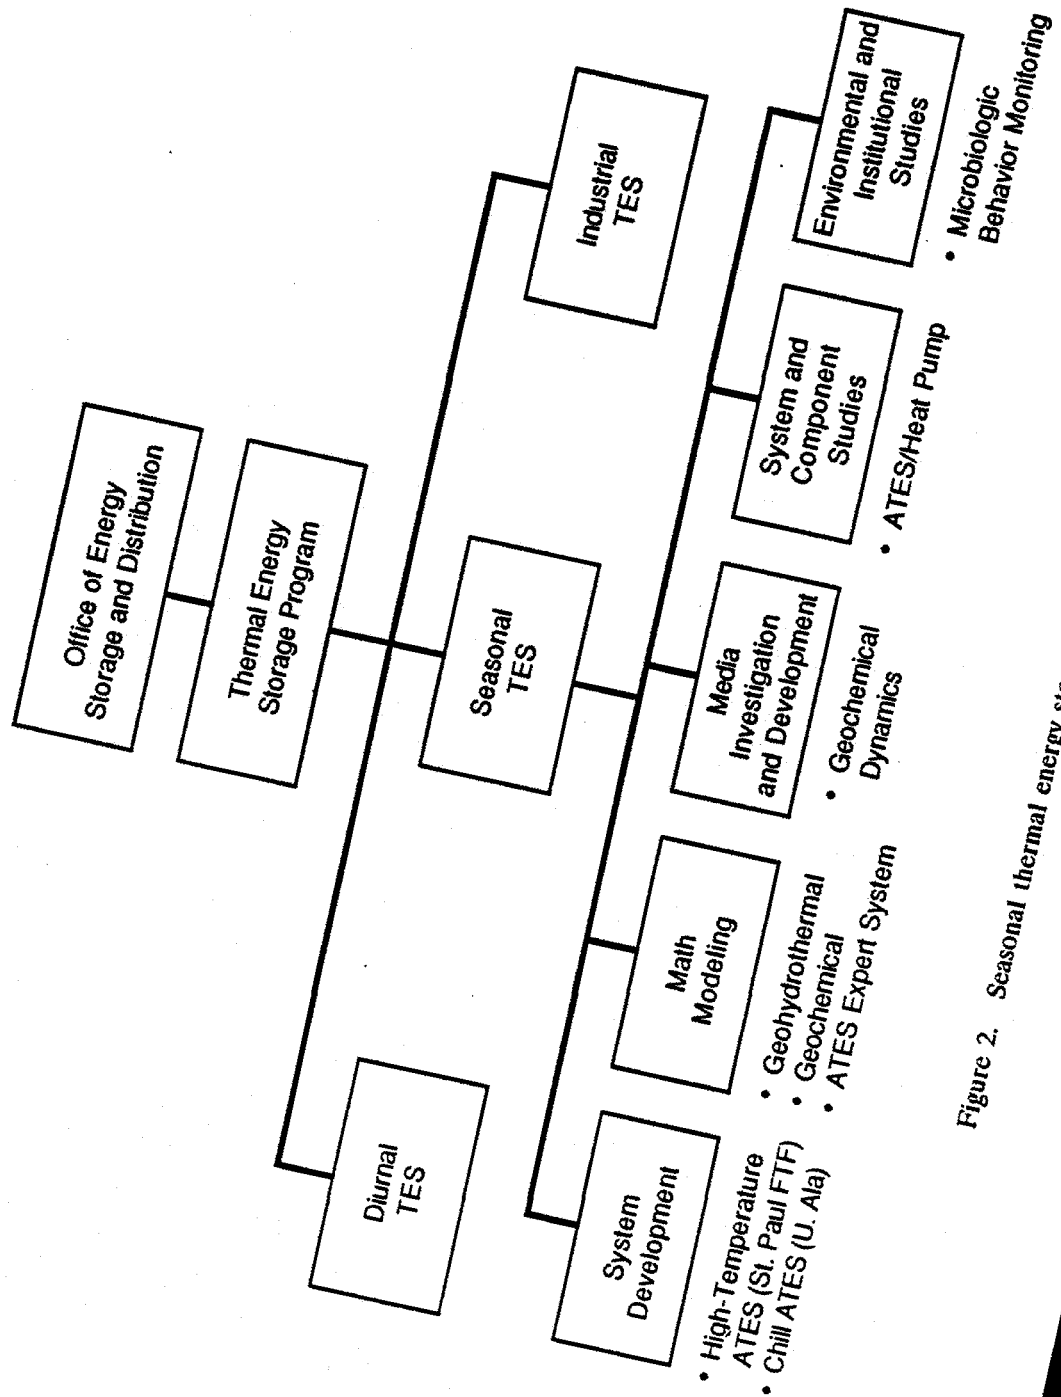 Office of Energy
Storage and Distribution
Thermal Energy
Storage Program
Diurnal
TES
Seasonal
TES
Industrial
TES
System
Development
• High-Temperature
ATES (St. Paul FTF)
• Chill ATES (U. Ala)
Math
Modeling
• Geohydrothermal
• Geochemical
• ATES Expert System
Media
Investigation
and Development
• Geochemical
Dynamics
System and
Component
Studies
• ATES/Heat Pump
Environmental and
Institutional
Studies
• Microbiologic
Behavior Monitoring
Figure 2. Seasonal thermal energy